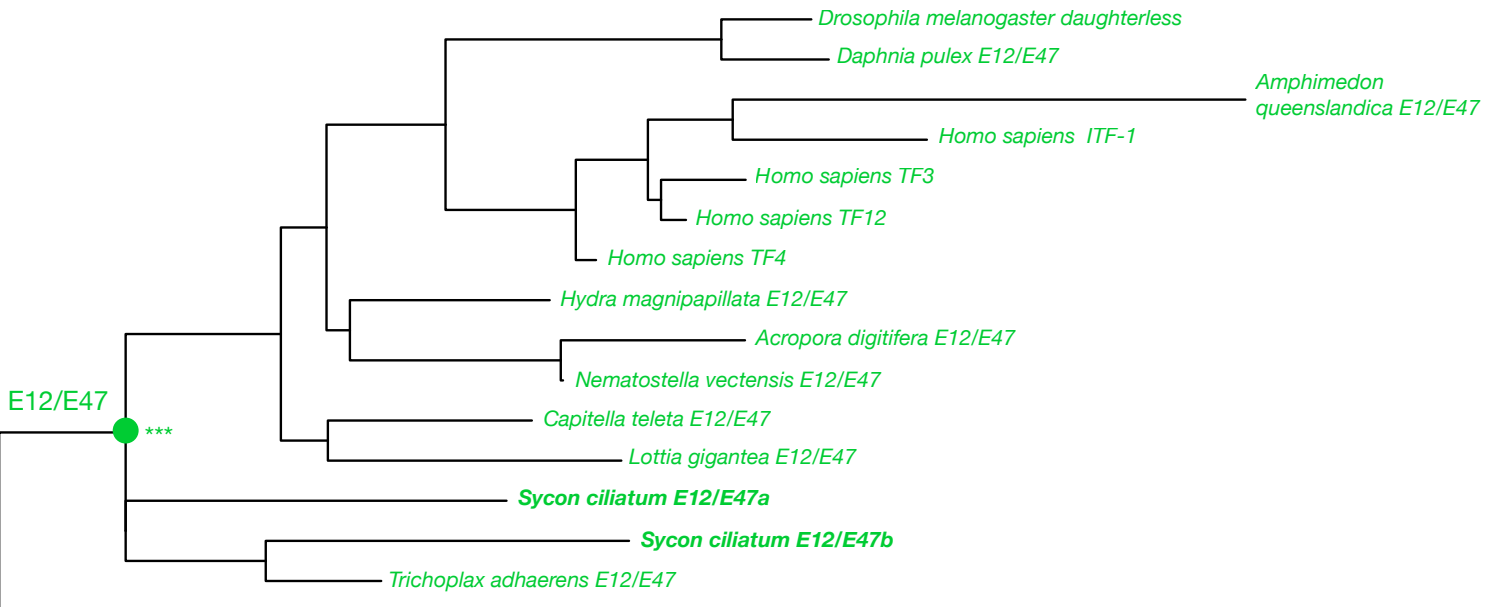 Drosophila melanogaster daughterless
Daphnia pulex E12/E47
Amphimedon
queenslandica E12/E47
Homo sapiens ITF-1
Homo sapiens TF3
Homo sapiens TF12
Homo sapiens TF4
Hydra magnipapillata E12/E47
Acropora digitifera E12/E47
Nematostella vectensis E12/E47
E12/E47
Capitella teleta E12/E47
***
Lottia gigantea E12/E47
Sycon ciliatum E12/E47a
Sycon ciliatum E12/E47b
Trichoplax adhaerens E12/E47